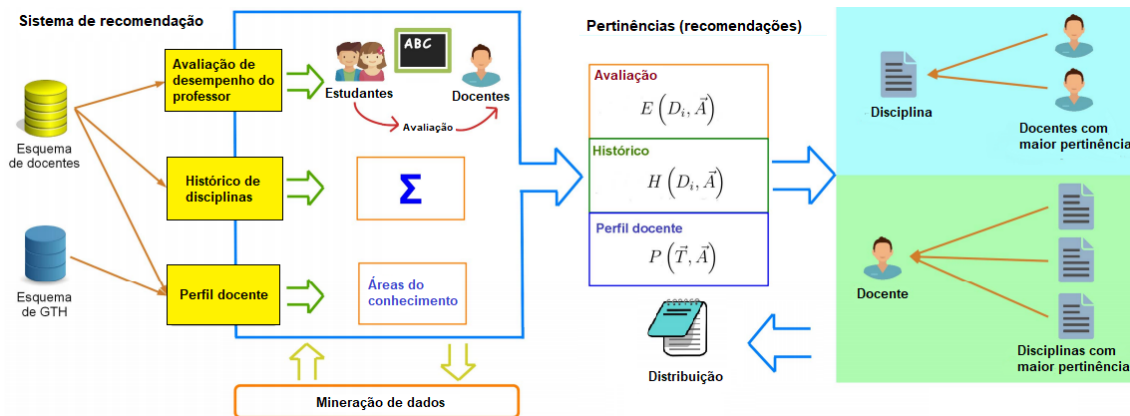 Sistema de recomendação
Esquema
de docentes
Esquema
de GTH
Avaliação de
desempenho do
professor
Histórico de
disciplinas
Perfil docente
ABC
Estudantes
Docentes
Avaliação
Σ
Áreas do
conhecimento
Mineração de dados
Pertinências (recomendações)
Avaliação
E (D_i, A⃗)
Histórico
H (D_i, A⃗)
Perfil docente
P (T⃗, A⃗)
Distribuição
Disciplina
Docentes com
maior pertinência
Docente
Disciplinas com
maior pertinência